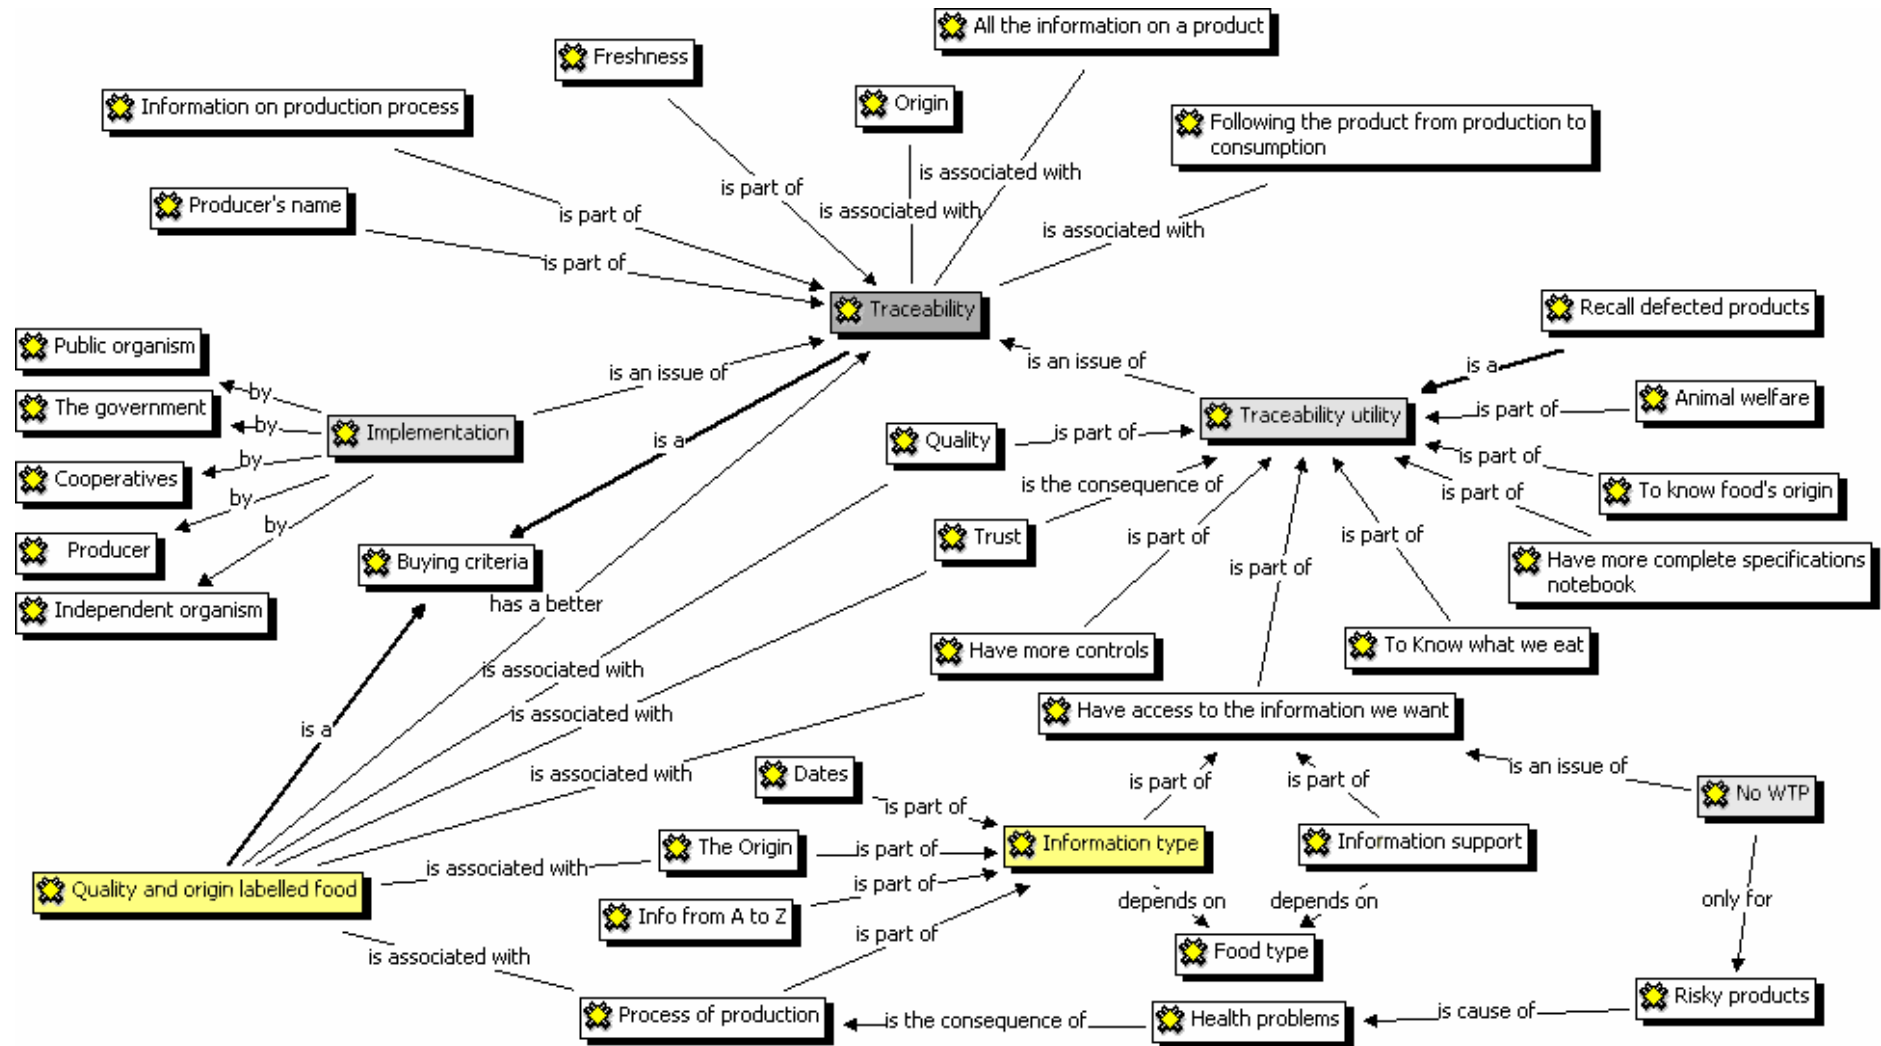 All the information on a product
Freshness
Information on production process
Origin
Following the product from production to
consumption
is associated with
is part of
Producer's name
is part of
is associated with
is associated with
is part of
Traceability
Recall defected products
Public organism
is an issue of
is an issue of
is a
by
The government
Animal welfare
is part of
Traceability utility
by
Implementation
is a
Quality
is part of
by
Cooperatives
is part of
is the consequence of
is part of
To know food's origin
by
by
Producer
Trust
is part of
is part of
Buying criteria
Have more complete specifications
notebook
is part of
Independent organism
has a better
Have more controls
To Know what we eat
is associated with
Have access to the information we want
is associated with
is a
is associated with
Dates
is part of
is part of
is an issue of
No WTP
is part of
Information type
Information support
The Origin
is part of
is associated with
Quality and origin labelled food
is part of
depends on
depends on
only for
Info from A to Z
is part of
is associated with
Food type
Risky products
Process of production
is the consequence of
Health problems
is cause of